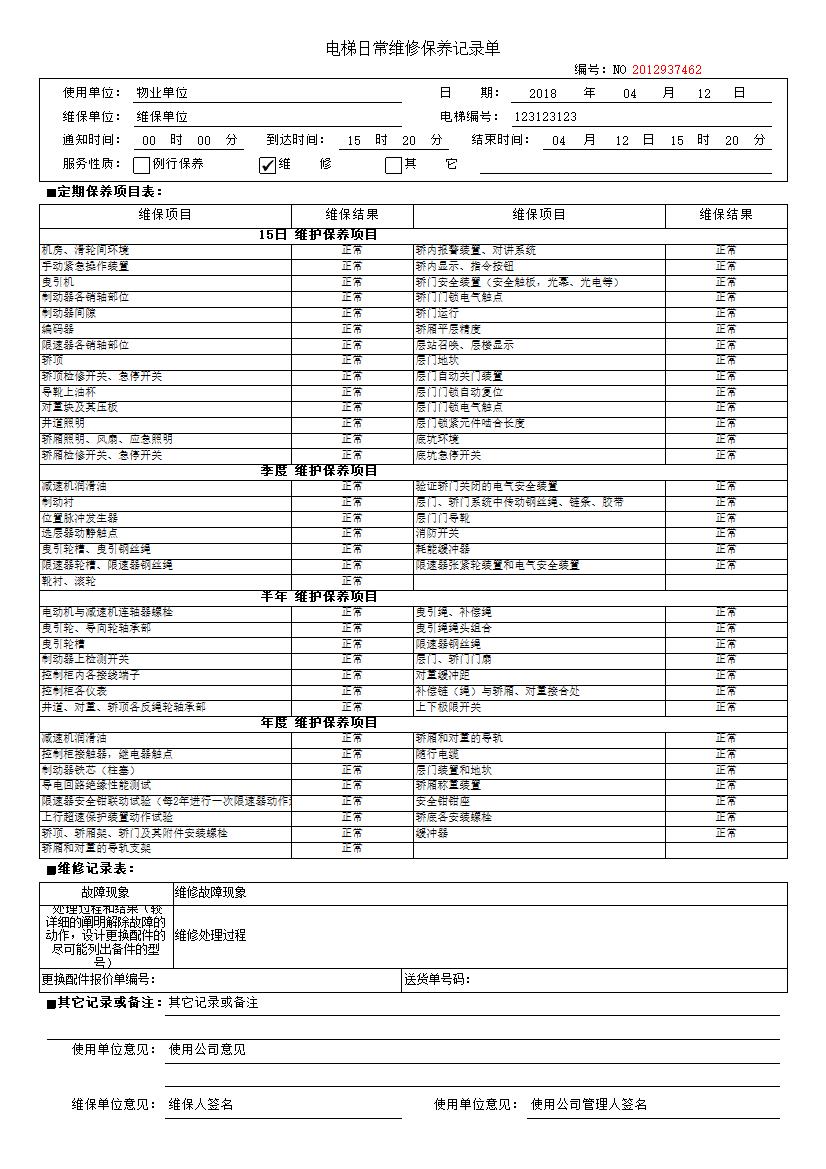 电梯日常维修保养记录单
编号：NO 2012937462
使用单位： 物业单位 日 期： 2018 年 04 月 12 日
维保单位： 维保单位 电梯编号： 123123123
通知时间： 00 时 00 分 到达时间： 15 时 20 分 结束时间： 04 月 12 日 15 时 20 分
服务性质： 例行保养 ✓ 维 修 其 它
■定期保养项目表：
维保项目 维保结果 维保项目 维保结果
15日 维护保养项目
机房、滑轮间环境 正常 轿内报警装置、对讲系统 正常
手动紧急操作装置 正常 轿内显示、指令按钮 正常
曳引机 正常 轿门安全装置（安全触板，光幕、光电等） 正常
制动器各销轴部位 正常 轿门门锁电气触点 正常
制动器间隙 正常 轿门运行 正常
编码器 正常 轿厢平层精度 正常
限速器各销轴部位 正常 层站召唤、层楼显示 正常
轿顶 正常 层门地坎 正常
轿顶检修开关、急停开关 正常 层门自动关门装置 正常
导靴上油杯 正常 层门门锁自动复位 正常
对重块及其压板 正常 层门门锁电气触点 正常
井道照明 正常 层门锁紧元件啮合长度 正常
轿厢照明、风扇、应急照明 正常 底坑环境 正常
轿厢检修开关、急停开关 正常 底坑急停开关 正常
季度 维护保养项目
减速机润滑油 正常 验证轿门关闭的电气安全装置 正常
制动衬 正常 层门、轿门系统中传动钢丝绳、链条、胶带 正常
位置脉冲发生器 正常 层门门导靴 正常
选层器动静触点 正常 消防开关 正常
曳引轮槽、曳引钢丝绳 正常 耗能缓冲器 正常
限速器轮槽、限速器钢丝绳 正常 限速器张紧轮装置和电气安全装置 正常
靴衬、滚轮 正常
半年 维护保养项目
电动机与减速机连轴器螺栓 正常 曳引绳、补偿绳 正常
曳引轮、导向轮轴承部 正常 曳引绳绳头组合 正常
曳引轮槽 正常 限速器钢丝绳 正常
制动器上检测开关 正常 层门、轿门门扇 正常
控制柜内各接线端子 正常 对重缓冲距 正常
控制柜各仪表 正常 补偿链（绳）与轿厢、对重接合处 正常
井道、对重、轿顶各反绳轮轴承部 正常 上下极限开关 正常
年度 维护保养项目
减速机润滑油 正常 轿厢和对重的导轨 正常
控制柜接触器，继电器触点 正常 随行电缆 正常
制动器铁芯（柱塞） 正常 层门装置和地坎 正常
导电回路绝缘性能测试 正常 轿厢称重装置 正常
限速器安全钳联动试验（每2年进行一次限速器动作 正常 安全钳钳座 正常
上行超速保护装置动作试验 正常 轿底各安装螺栓 正常
轿顶、轿厢架、轿门及其附件安装螺栓 正常 缓冲器 正常
轿厢和对重的导轨支架 正常
■维修记录表：
故障现象 维修故障现象
处理过程和结果（较
详细的阐明解除故障的
动作，设计更换配件的 维修处理过程
尽可能列出备件的型
号）
更换配件报价单编号： 送货单号码：
■其它记录或备注： 其它记录或备注
使用单位意见： 使用公司意见
维保单位意见： 维保人签名 使用单位意见： 使用公司管理人签名